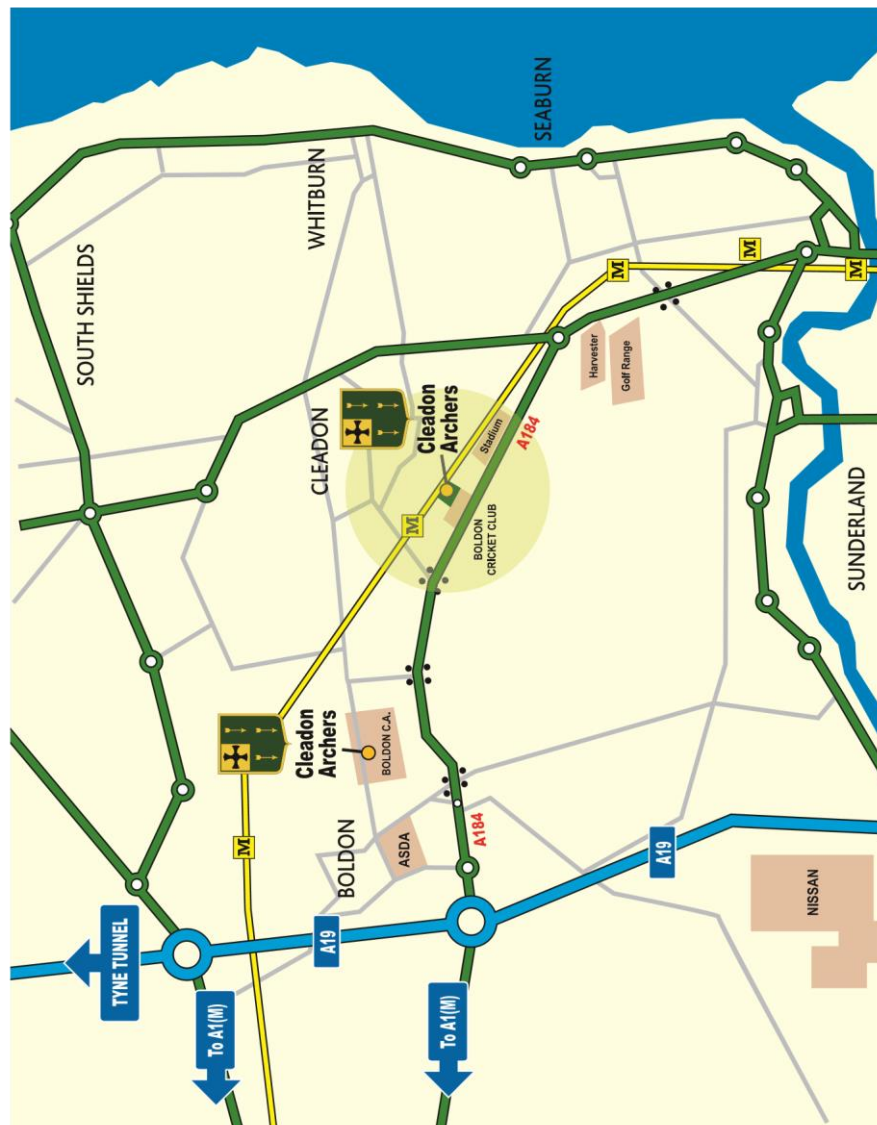 SOUTH SHIELDS
TYNE TUNNEL
To A1(M)
M
Cleadon
Archers
WHITBURN
CLEADON
A19
BOLDON
BOLDON C.A.
ASDA
M
Cleadon
Archers
To A1(M)
A184
BOLDON
CRICKET CLUB
Stadium
A184
SEABURN
Harvester
M
Golf Range
A19
M
NISSAN
SUNDERLAND
M